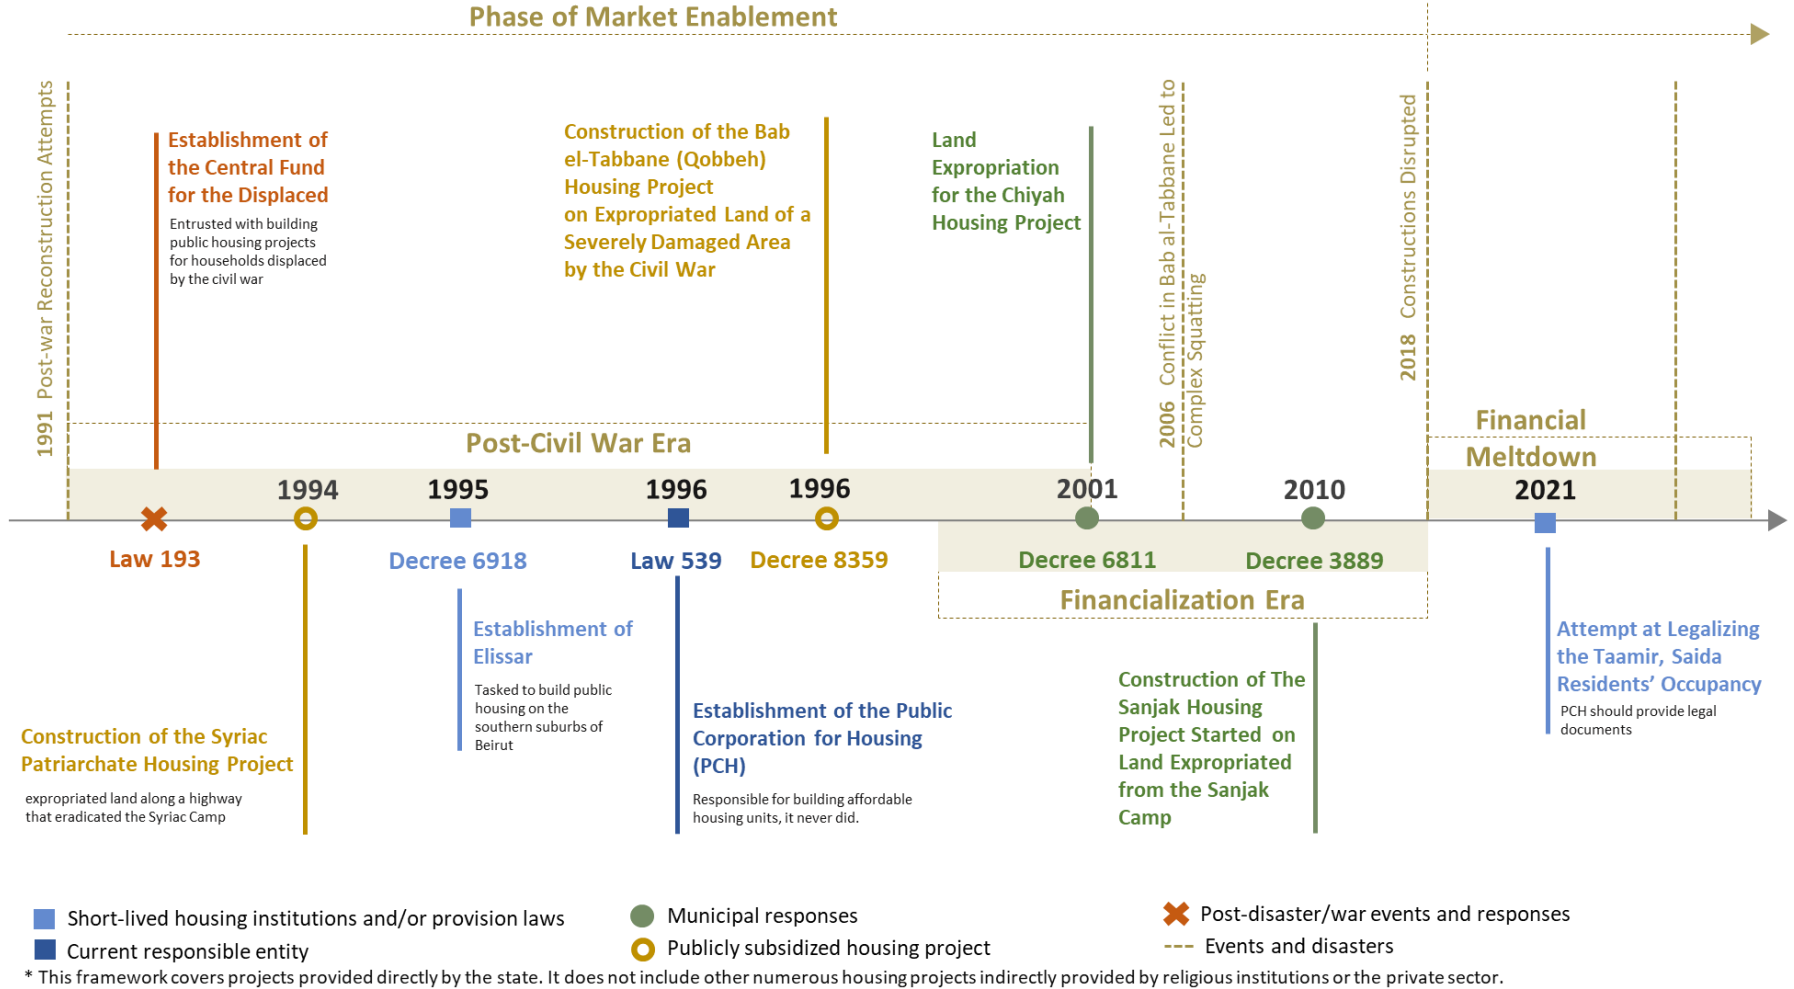 Phase of Market Enablement
1991 Post-war Reconstruction Attempts
Establishment of
the Central Fund
for the Displaced
Entrusted with building
public housing projects
for households displaced
by the civil war
Construction of the Bab
el-Tabbane (Qobbeh)
Housing Project
on Expropriated Land of a
Severely Damaged Area
by the Civil War
Land
Expropriation
for the Chiyah
Housing Project
2006 Conflict in Bab al-Tabbane Led to
Complex Squatting
2018 Constructions Disrupted
Post-Civil War Era
Financial
Meltdown
1994
1995
1996
1996
2001
2010
2021
Law 193
Decree 6918
Law 539
Decree 8359
Decree 6811
Decree 3889
Financialization Era
Construction of the Syriac
Patriarchate Housing Project
expropriated land along a highway
that eradicated the Syriac Camp
Establishment of
Elissar
Tasked to build public
housing on the
southern suburbs of
Beirut
Establishment of the Public
Corporation for Housing
(PCH)
Responsible for building affordable
housing units, it never did.
Construction of The
Sanjak Housing
Project Started on
Land Expropriated
from the Sanjak
Camp
Attempt at Legalizing
the Taamir, Saida
Residents’ Occupancy
PCH should provide legal
documents
Short-lived housing institutions and/or provision laws
Current responsible entity
Municipal responses
Publicly subsidized housing project
Post-disaster/war events and responses
Events and disasters
* This framework covers projects provided directly by the state. It does not include other numerous housing projects indirectly provided by religious institutions or the private sector.